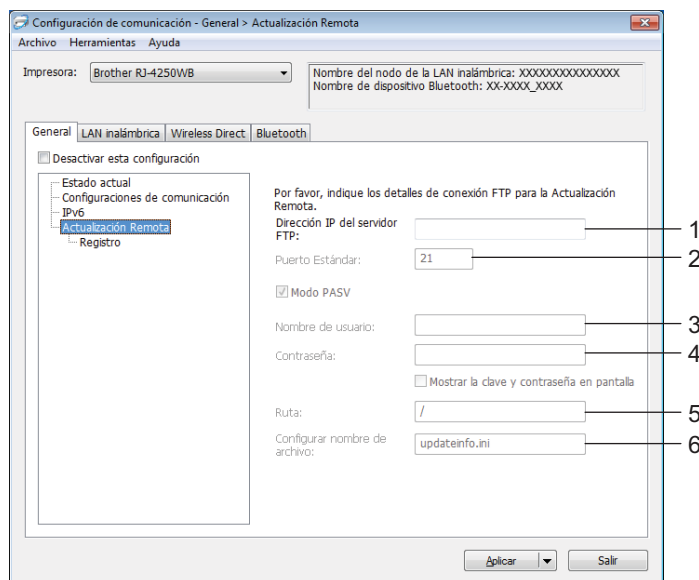 Configuración de comunicación - General > Actualización Remota
Archivo Herramientas Ayuda
Impresora: Brother RJ-4250WB
Nombre del nodo de la LAN inalámbrica: XXXXXXXXXXXXXXX
Nombre de dispositivo Bluetooth: XX-XXXX_XXXX
General LAN inalámbrica Wireless Direct Bluetooth
Desactivar esta configuración
Estado actual
Configuraciones de comunicación
IPv6
Actualización Remota
Registro
Por favor, indique los detalles de conexión FTP para la Actualización
Remota.
Dirección IP del servidor
FTP:
1
Puerto Estándar: 21 2
Modo PASV
Nombre de usuario: 3
Contraseña: 4
Mostrar la clave y contraseña en pantalla
Ruta: / 5
Configurar nombre de
archivo:
updateinfo.ini 6
Aplicar Salir